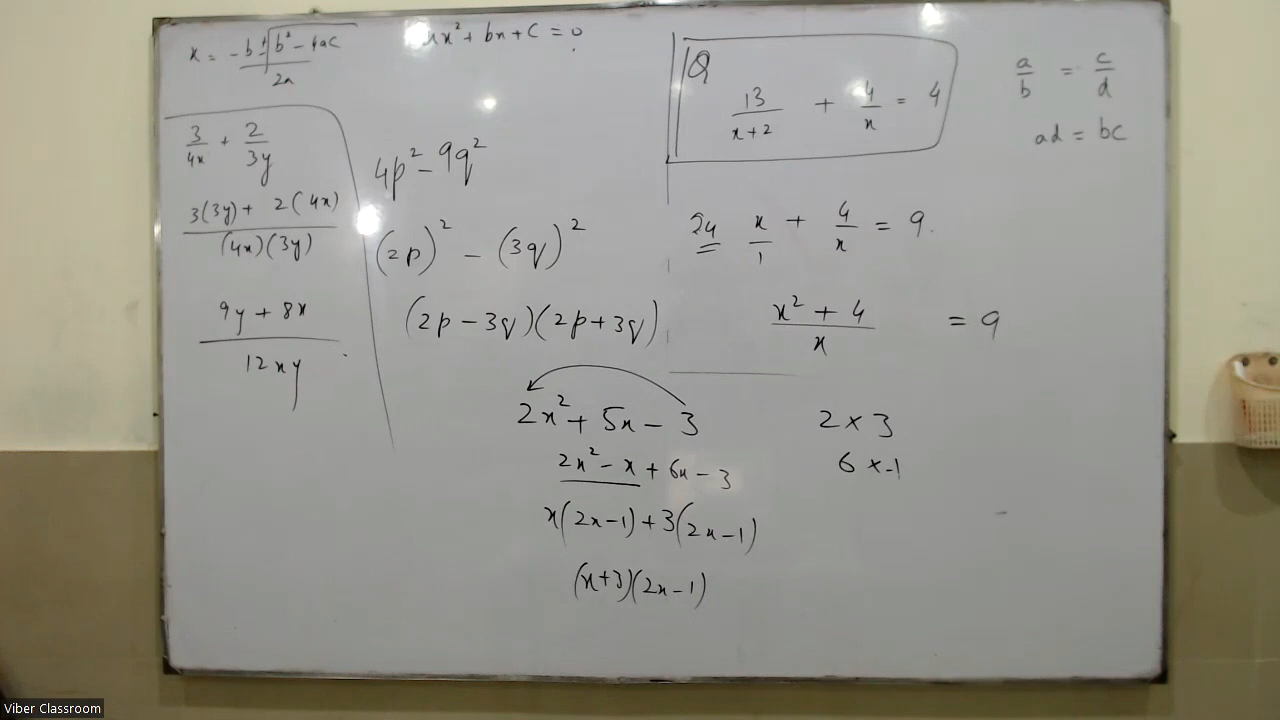 x = -b ± √b² - 4ac / 2a
ax² + bx + c = 0
3/4x + 2/3y
3(3y) + 2(4x) / (4x)(3y)
9y + 8x / 12xy
4p² - 9q²
(2p)² - (3q)²
(2p - 3q)(2p + 3q)
2x² + 5x - 3
2x² - x + 6x - 3
x(2x - 1) + 3(2x - 1)
(x + 3)(2x - 1)
Q
13/x+2 + 4/x = 4
24 x/1 + 4/x = 9.
x² + 4 / x = 9
2 × 3
6 × -1
a/b = c/d
ad = bc
Viber Classroom